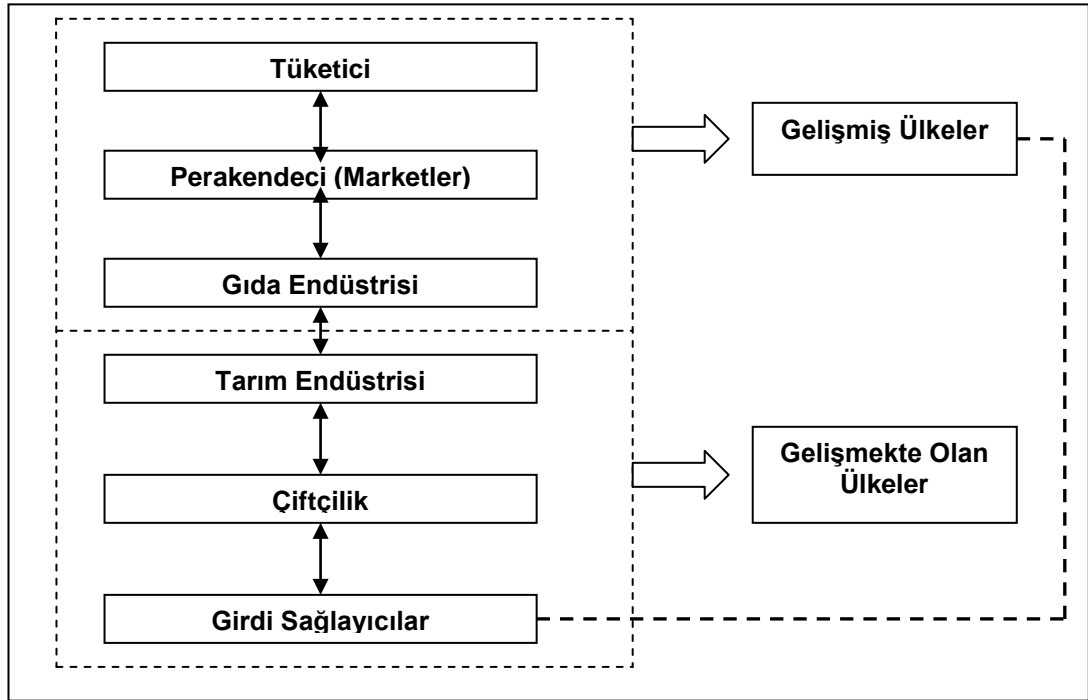 Tüketici
Perakendeci (Marketler)
Gıda Endüstrisi
Tarım Endüstrisi
Çiftçilik
Girdi Sağlayıcılar
Gelişmiş Ülkeler
Gelişmekte Olan
Ülkeler